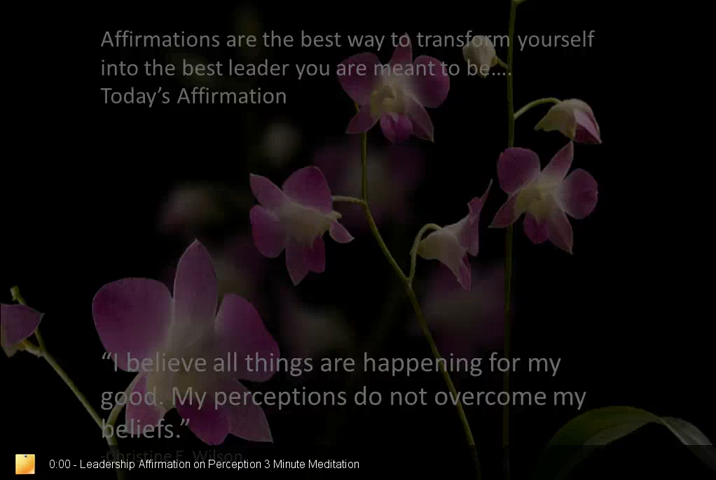 Affirmations are the best way to transform yourself
into the best leader you are meant to be….
Today’s Affirmation
“I believe all things are happening for my
good. My perceptions do not overcome my
beliefs.”
-Christine E. Wilson
0:00 - Leadership Affirmation on Perception 3 Minute Meditation